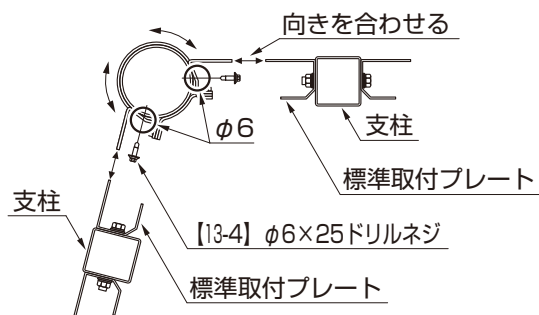 向きを合わせる
φ6
支柱
標準取付プレート
支柱
【13-4】φ6×25ドリルネジ
標準取付プレート